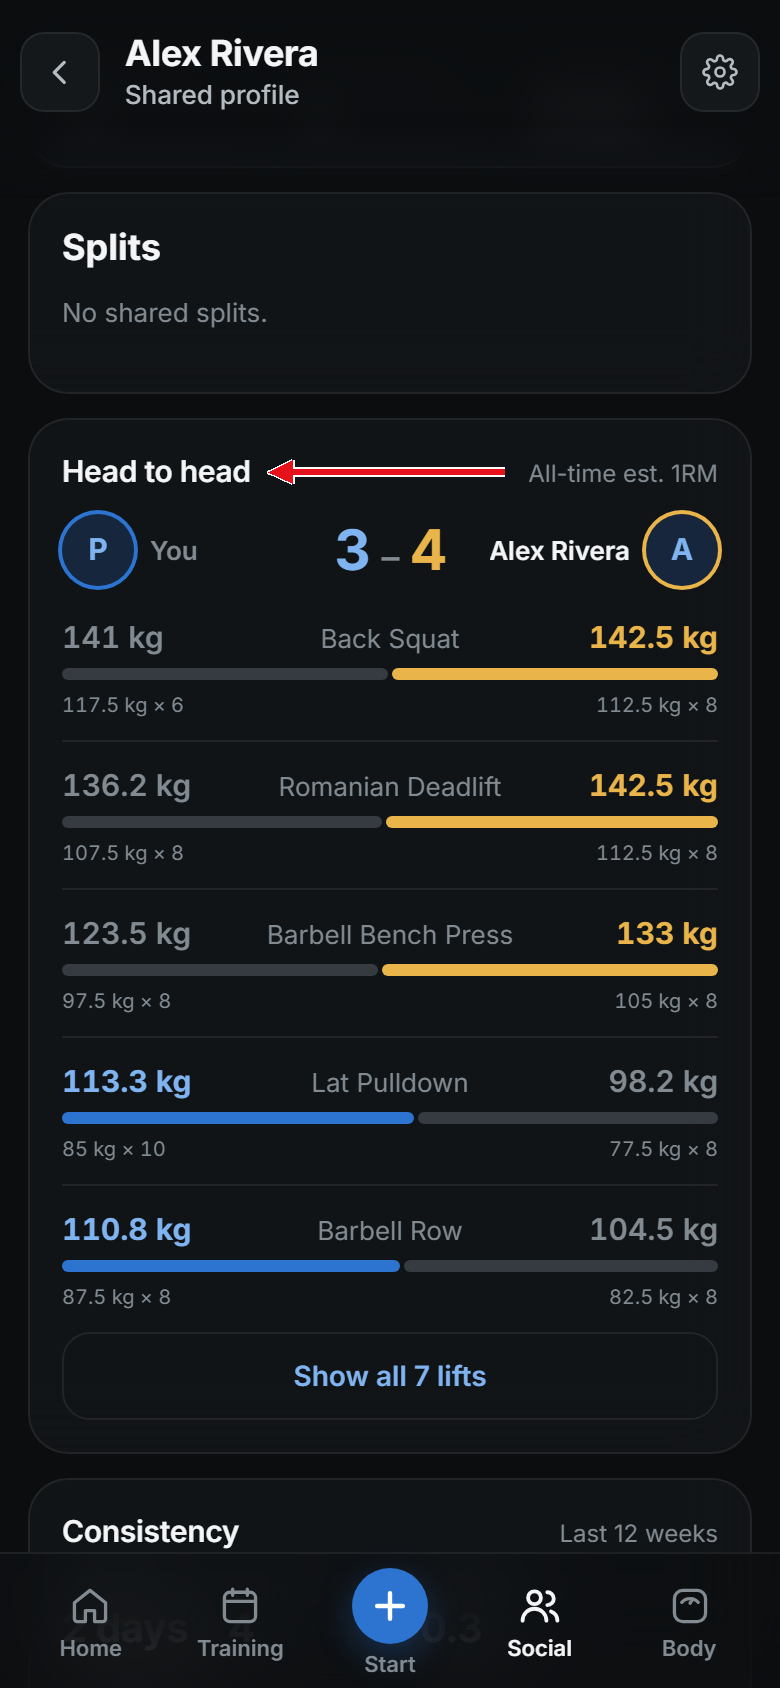 Alex Rivera
Shared profile
Splits
No shared splits.
Head to head All-time est. 1RM
P You 3 – 4 Alex Rivera A
141 kg Back Squat 142.5 kg
117.5 kg × 6 112.5 kg × 8
136.2 kg Romanian Deadlift 142.5 kg
107.5 kg × 8 112.5 kg × 8
123.5 kg Barbell Bench Press 133 kg
97.5 kg × 8 105 kg × 8
113.3 kg Lat Pulldown 98.2 kg
85 kg × 10 77.5 kg × 8
110.8 kg Barbell Row 104.5 kg
87.5 kg × 8 82.5 kg × 8
Show all 7 lifts
Consistency Last 12 weeks
2 days 4 0.3
Home Training Start Social Body